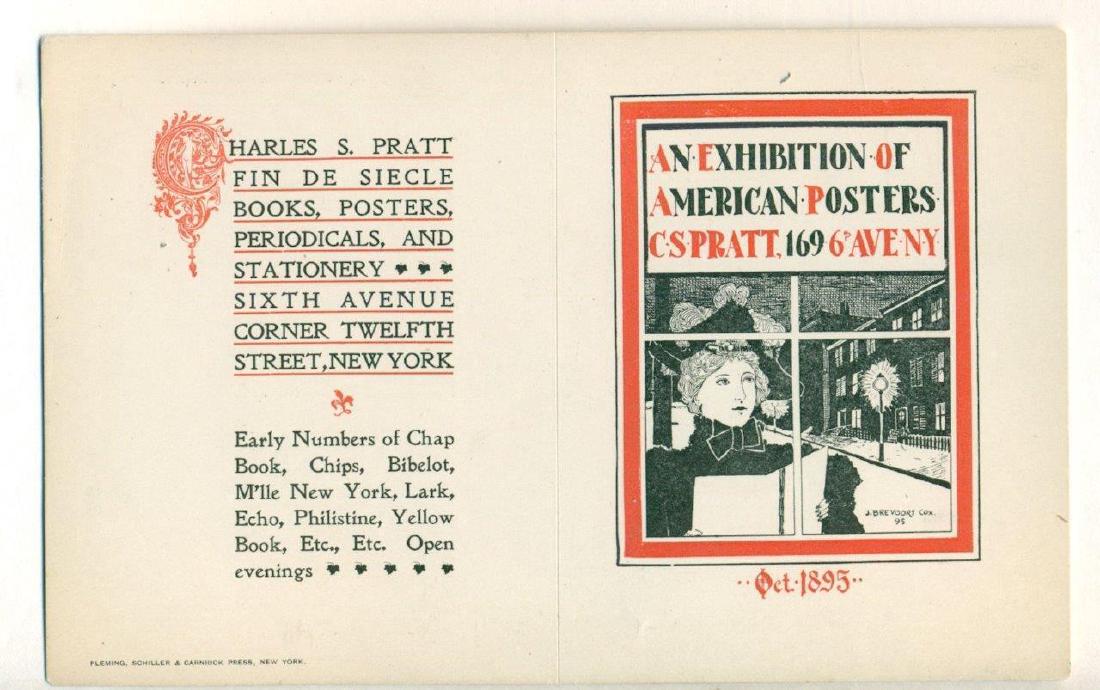 CHARLES S. PRATT
FIN DE SIECLE
BOOKS, POSTERS,
PERIODICALS, AND
STATIONERY
SIXTH AVENUE
CORNER TWELFTH
STREET, NEW YORK
Early Numbers of Chap
Book, Chips, Bibelot,
M'lle New York, Lark,
Echo, Philistine, Yellow
Book, Etc., Etc. Open
evenings
FLEMING, SCHILLER & CARNRICK PRESS, NEW YORK.
AN·EXHIBITION·OF
AMERICAN·POSTERS·
C·S·PRATT, 169 6TH AVE·NY·
J. BREVOORT COX.
95
··Oct·1895··